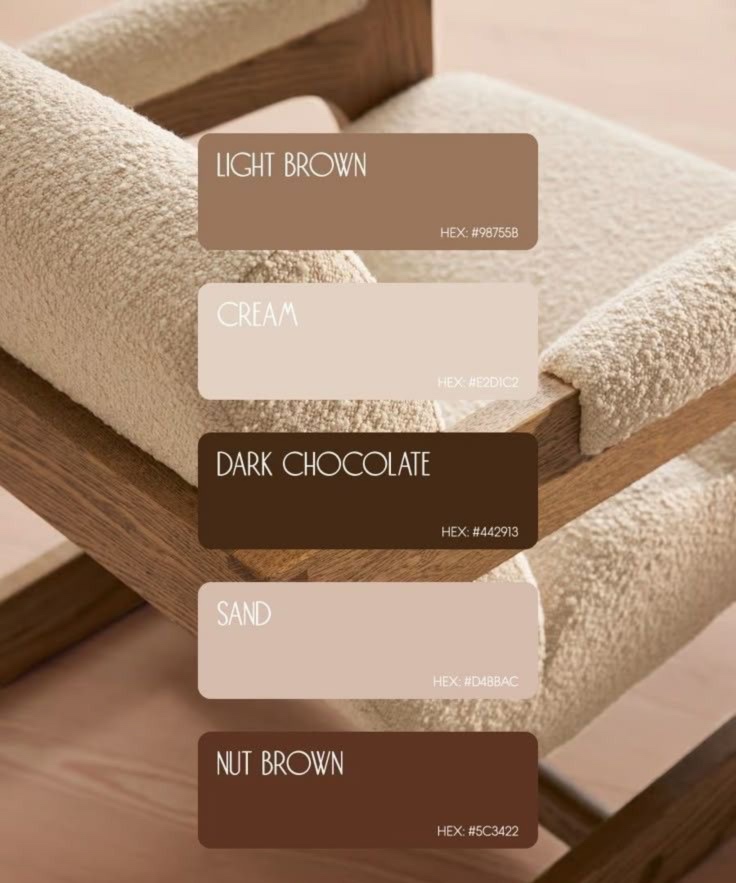 LIGHT BROWN
HEX: #98755B
CREAM
HEX: #E2D1C2
DARK CHOCOLATE
HEX: #442913
SAND
HEX: #D4BBAC
NUT BROWN
HEX: #5C3422